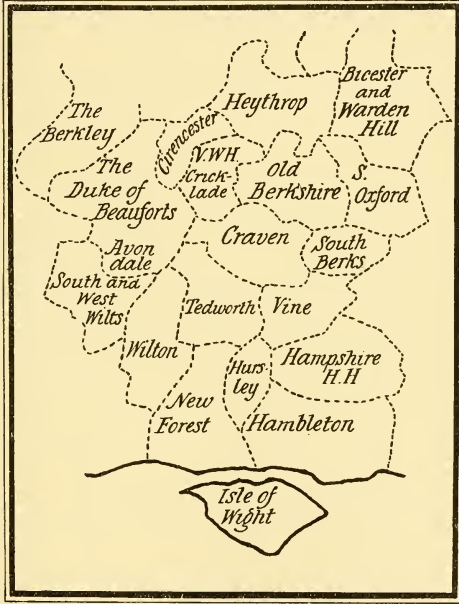 The
Berkley
Cirencester
Heythrop
Bicester
and
Warden
Hill
The
Duke of
Beauforts
V.W.H.
Crick-
lade
Old
Berkshire
S.
Oxford
Avon
dale
Craven
South
Berks
South and
West
Wilts
Tedworth
Vine
Wilton
Hurs-
ley
Hampshire
H.H
New
Forest
Hambleton
Isle of
Wight